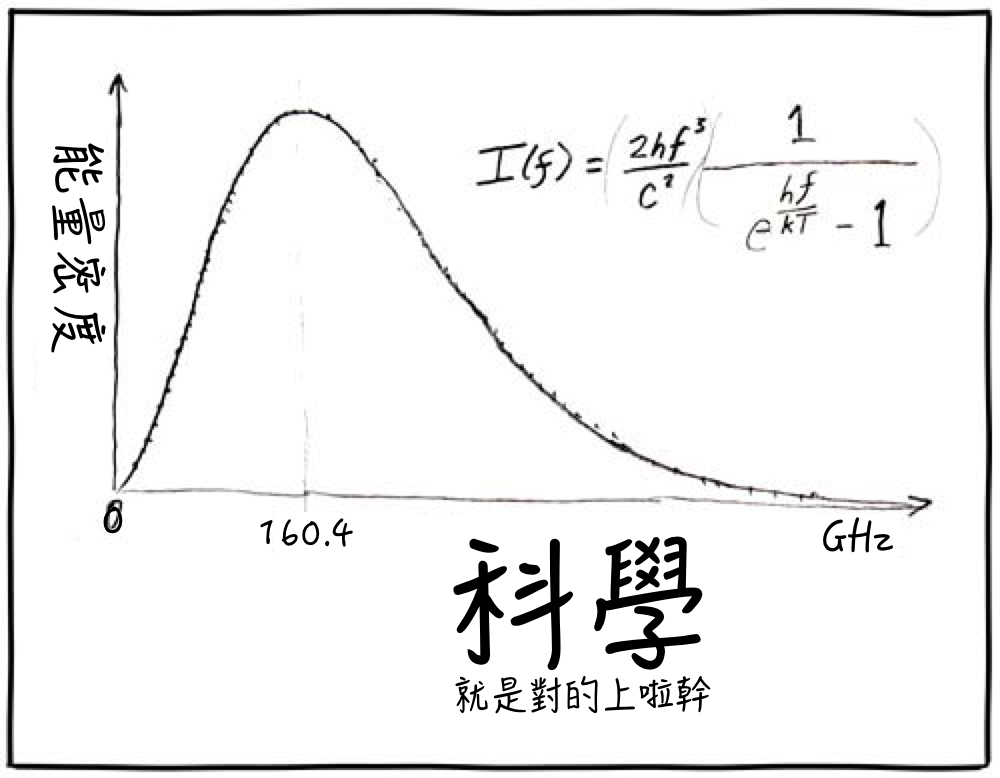 能量密度
I(f) = (2hf³/c²)(1/(e^(hf/kT) - 1))
0
160.4
GHz
科學
就是對的上啦幹